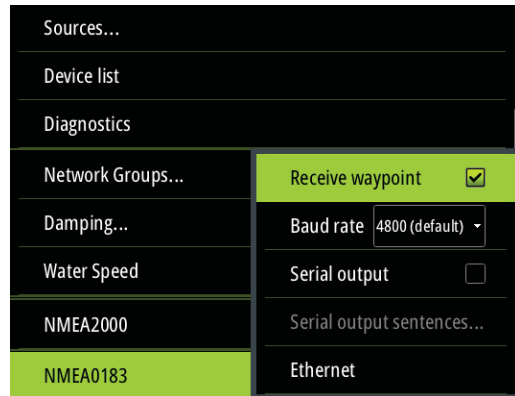 Sources...
Device list
Diagnostics
Network Groups...
Damping...
Water Speed
NMEA2000
NMEA0183
Receive waypoint
Baud rate 4800 (default)
Serial output
Serial output sentences...
Ethernet